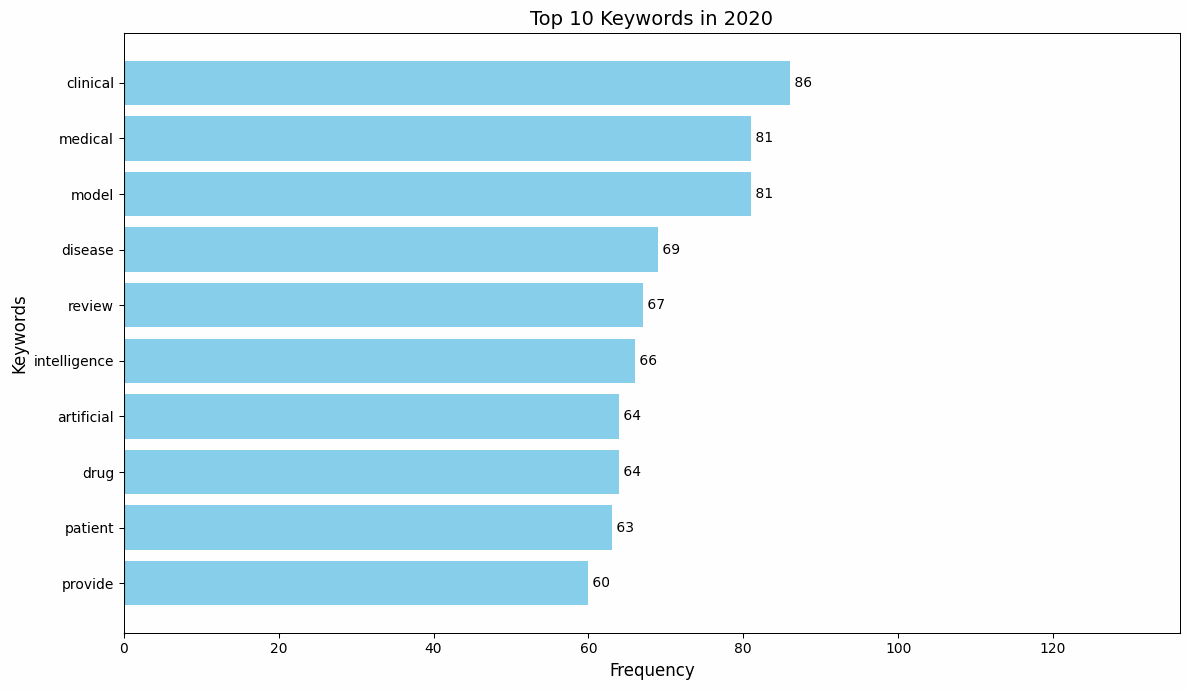 Top 10 Keywords in 2020
Keywords
clinical 86
medical 81
model 81
disease 69
review 67
intelligence 66
artificial 64
drug 64
patient 63
provide 60
0 20 40 60 80 100 120
Frequency